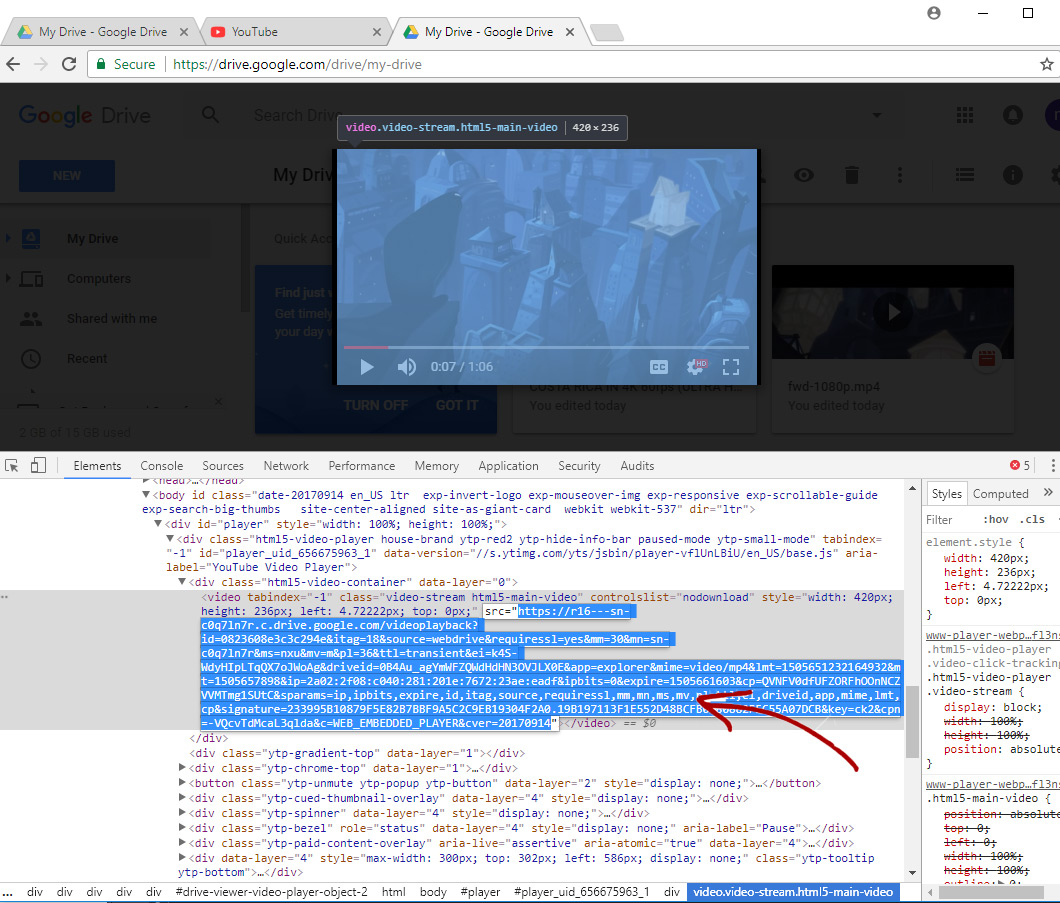 My Drive - Google Drive
YouTube
My Drive - Google Drive
Secure
https://drive.google.com/drive/my-drive
Google Drive
Search Drive
video.video-stream.html5-main-video | 420 × 236
NEW
My Driv
My Drive
Computers
Shared with me
Recent
2 GB of 15 GB used
Quick Acc
Find just w
Get timely
your day w
TURN OFF GOT IT
0:07 / 1:06
CC
HD
COSTA RICA IN 4K 60fps (ULTRA H...
You edited today
fwd-1080p.mp4
You edited today
Elements Console Sources Network Performance Memory Application Security Audits
5
<head>…</head>
<body id class="date-20170914 en_US ltr exp-invert-logo exp-mouseover-img exp-responsive exp-scrollable-guide
exp-search-big-thumbs site-center-aligned site-as-giant-card webkit webkit-537" dir="ltr">
<div id="player" style="width: 100%; height: 100%;">
<div class="html5-video-player house-brand ytp-red2 ytp-hide-info-bar paused-mode ytp-small-mode" tabindex=
"-1" id="player_uid_656675963_1" data-version="//s.ytimg.com/yts/jsbin/player-vflUnLBiU/en_US/base.js" aria-
label="YouTube Video Player">
<div class="html5-video-container" data-layer="0">
<video tabindex="-1" class="video-stream html5-main-video" controlslist="nodownload" style="width: 420px;
height: 236px; left: 4.72222px; top: 0px;" src="https://r16---sn-
c0q7ln7r.c.drive.google.com/videoplayback?
id=0823608e3c3c294e&itag=18&source=webdrive&requiressl=yes&mm=30&mn=sn-
c0q7ln7r&ms=nxu&mv=m&pl=36&ttl=transient&ei=k4S-
WdyHIpLTqQX7oJWoAg&driveid=0B4Au_agYmWFZQWdHdHN3OVJLX0E&app=explorer&mime=video/mp4&lmt=1505651232164932&m
t=1505657898&ip=2a02:2f08:c040:281:201e:7672:23ae:eadf&ipbits=0&expire=1505661603&cp=QVNFV0dfUFZORFhOOnNCZ
VVMTmg1SUtC&sparams=ip,ipbits,expire,id,itag,source,requiressl,mm,mn,ms,mv,
driveid,app,mime,lmt,
cp&signature=233995B10879F5E82B7BBF9A5C2C9EB19304F2A0.19B197113F1E552D48BCF
C55A07DCB&key=ck2&cpn
=-VQcvTdMcaL3qlda&c=WEB_EMBEDDED_PLAYER&cver=20170914"></video> == $0
</div>
<div class="ytp-gradient-top" data-layer="1"></div>
<div class="ytp-chrome-top" data-layer="1">…</div>
<button class="ytp-unmute ytp-popup ytp-button" data-layer="2" style="display: none;">…</button>
<div class="ytp-cued-thumbnail-overlay" data-layer="4" style="display: none;">…</div>
<div class="ytp-spinner" data-layer="4" style="display: none;">…</div>
<div class="ytp-bezel" role="status" data-layer="4" style="display: none;" aria-label="Pause">…</div>
<div class="ytp-paid-content-overlay" aria-live="assertive" aria-atomic="true" data-layer="4">…</div>
<div data-layer="4" style="max-width: 300px; top: 302px; left: 586px; display: none;" class="ytp-tooltip
ytp-bottom">…</div>
... div div div div div #drive-viewer-video-player-object-2 html body #player #player_uid_656675963_1 div video.video-stream.html5-main-video
Styles Computed »
Filter :hov .cls
element.style {
width: 420px;
height: 236px;
left: 4.72222px;
top: 0px;
}
www-player-webp…fl3ns
.html5-video-player
.video-click-tracking
.html5-video-player
.video-stream {
display: block;
width: 100%;
height: 100%;
position: absolute
}
www-player-webp…fl3ns
.html5-main-video {
position: absolut
top: 0;
left: 0;
width: 100%;
height: 100%;
outline: 0;